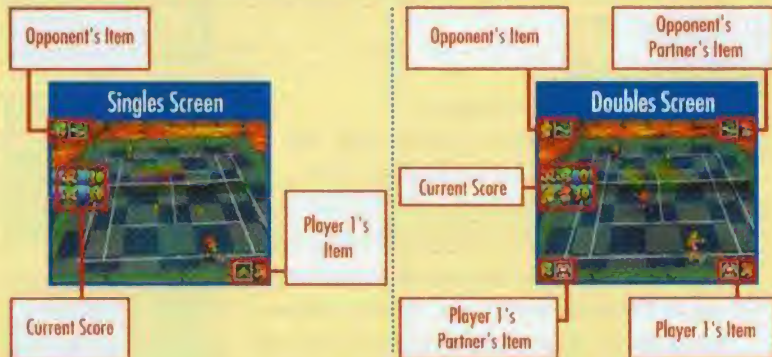 Opponent's Item
Singles Screen
Player 1's
Item
Current Score
Opponent's Item
Opponent's
Partner's Item
Doubles Screen
Current Score
Player 1's
Partner's Item
Player 1's Item